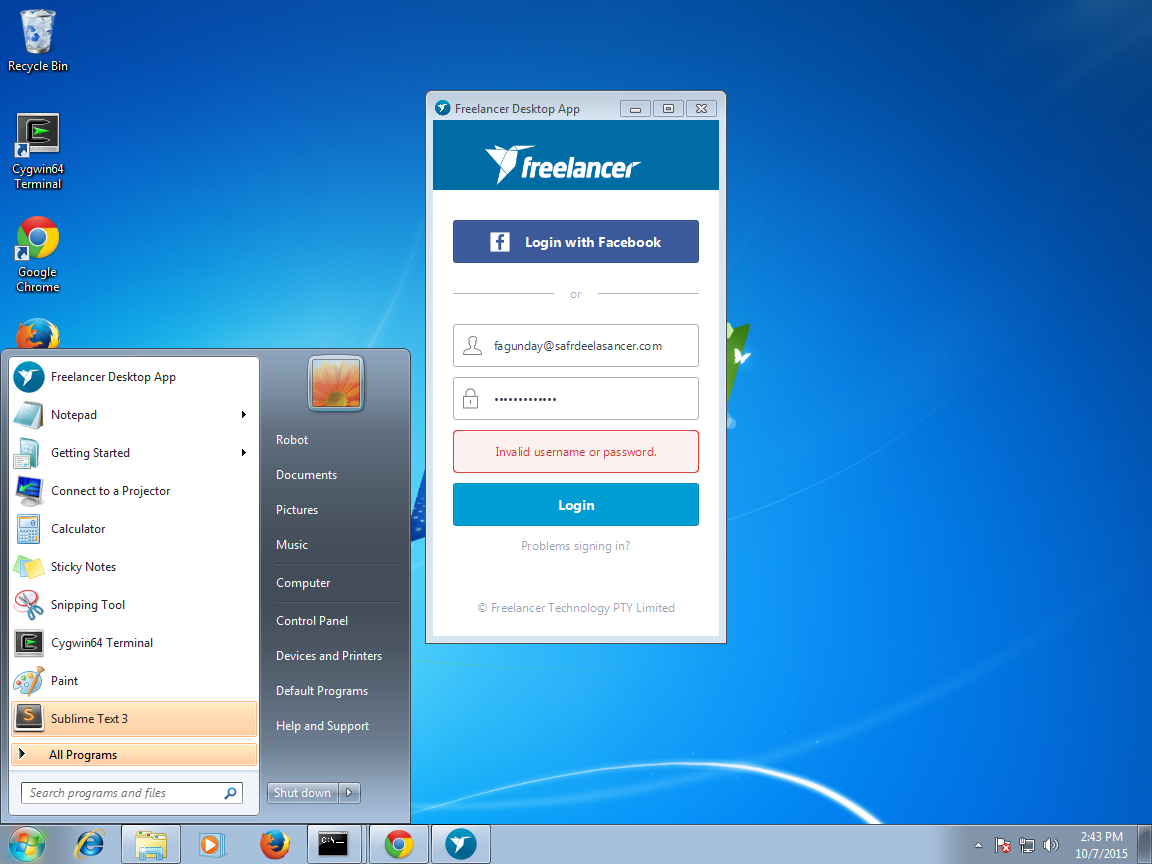 Recycle Bin
Cygwin64
Terminal
Google
Chrome
Freelancer Desktop App
freelancer
Login with Facebook
or
fagunday@safrdeelasancer.com
•••••••••••••
Invalid username or password.
Login
Problems signing in?
© Freelancer Technology PTY Limited
Freelancer Desktop App
Notepad
Getting Started
Connect to a Projector
Calculator
Sticky Notes
Snipping Tool
Cygwin64 Terminal
Paint
Sublime Text 3
All Programs
Search programs and files
Robot
Documents
Pictures
Music
Computer
Control Panel
Devices and Printers
Default Programs
Help and Support
Shut down
C:\_
2:43 PM
10/7/2015